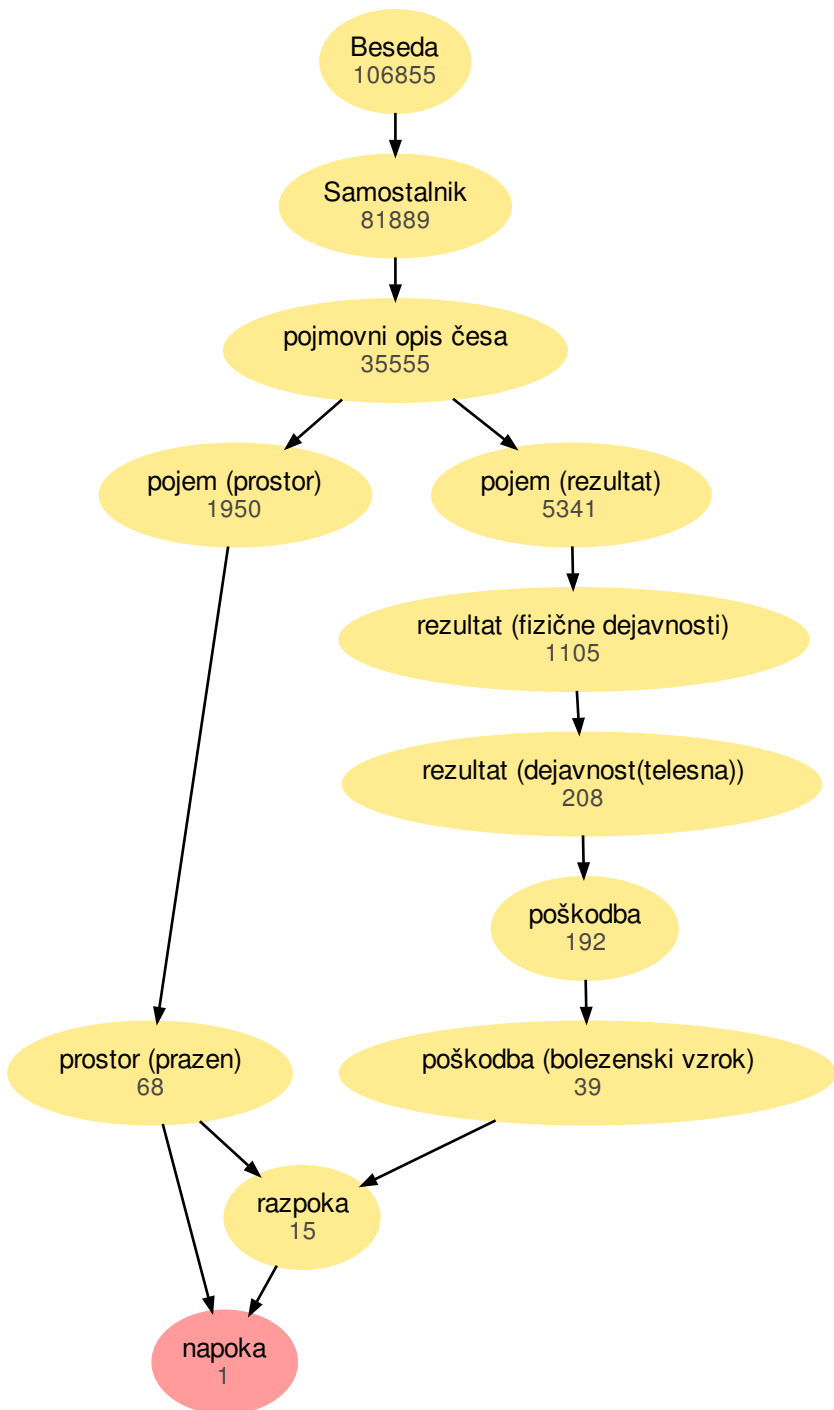 Beseda
106855
Samostalnik
81889
pojmovni opis česa
35555
pojem (prostor)
1950
pojem (rezultat)
5341
rezultat (fizične dejavnosti)
1105
rezultat (dejavnost(telesna))
208
poškodba
192
prostor (prazen)
68
poškodba (bolezenski vzrok)
39
razpoka
15
napoka
1